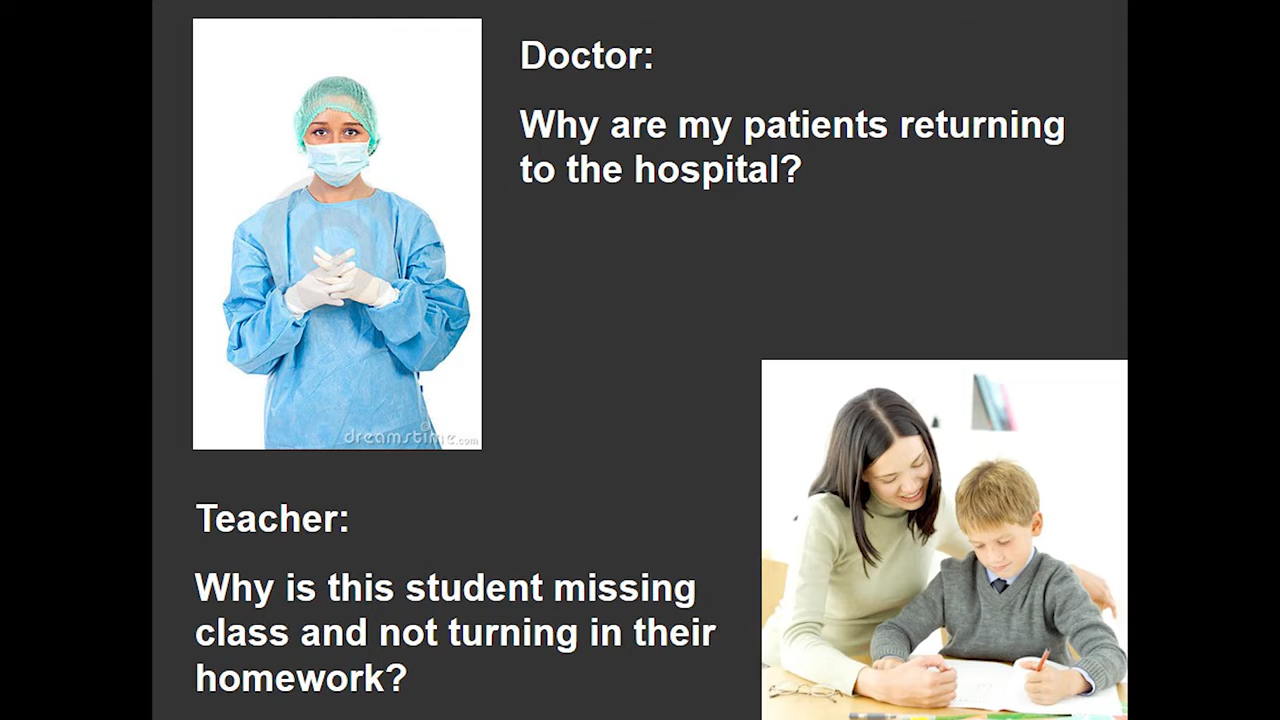 Doctor:
Why are my patients returning
to the hospital?
dreamstime.com
Teacher:
Why is this student missing
class and not turning in their
homework?